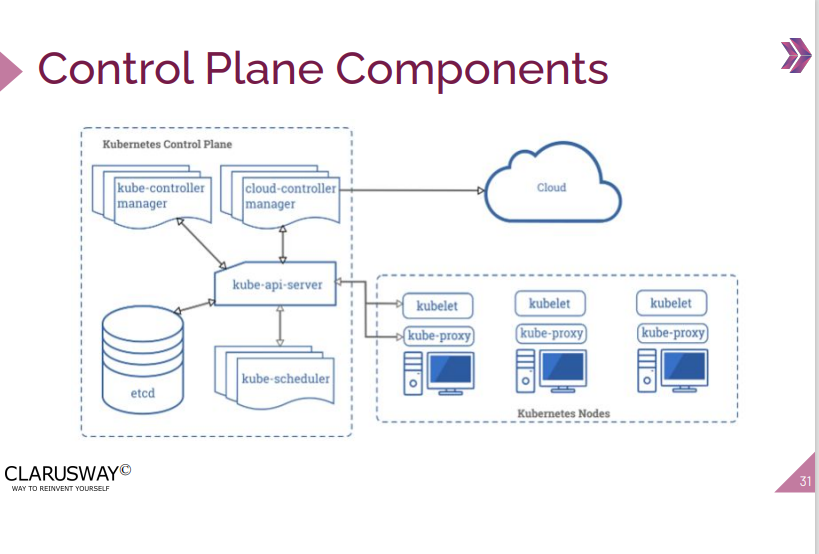 Control Plane Components
Kubernetes Control Plane
kube-controller
manager
cloud-controller
manager
Cloud
kube-api-server
kubelet
kubelet
kubelet
kube-proxy
kube-proxy
kube-proxy
etcd
kube-scheduler
Kubernetes Nodes
CLARUSWAY©
WAY TO REINVENT YOURSELF
31